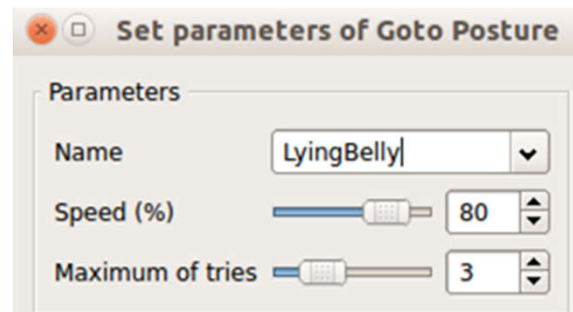 Set parameters of Goto Posture
Parameters
Name LyingBelly
Speed (%) 80
Maximum of tries 3